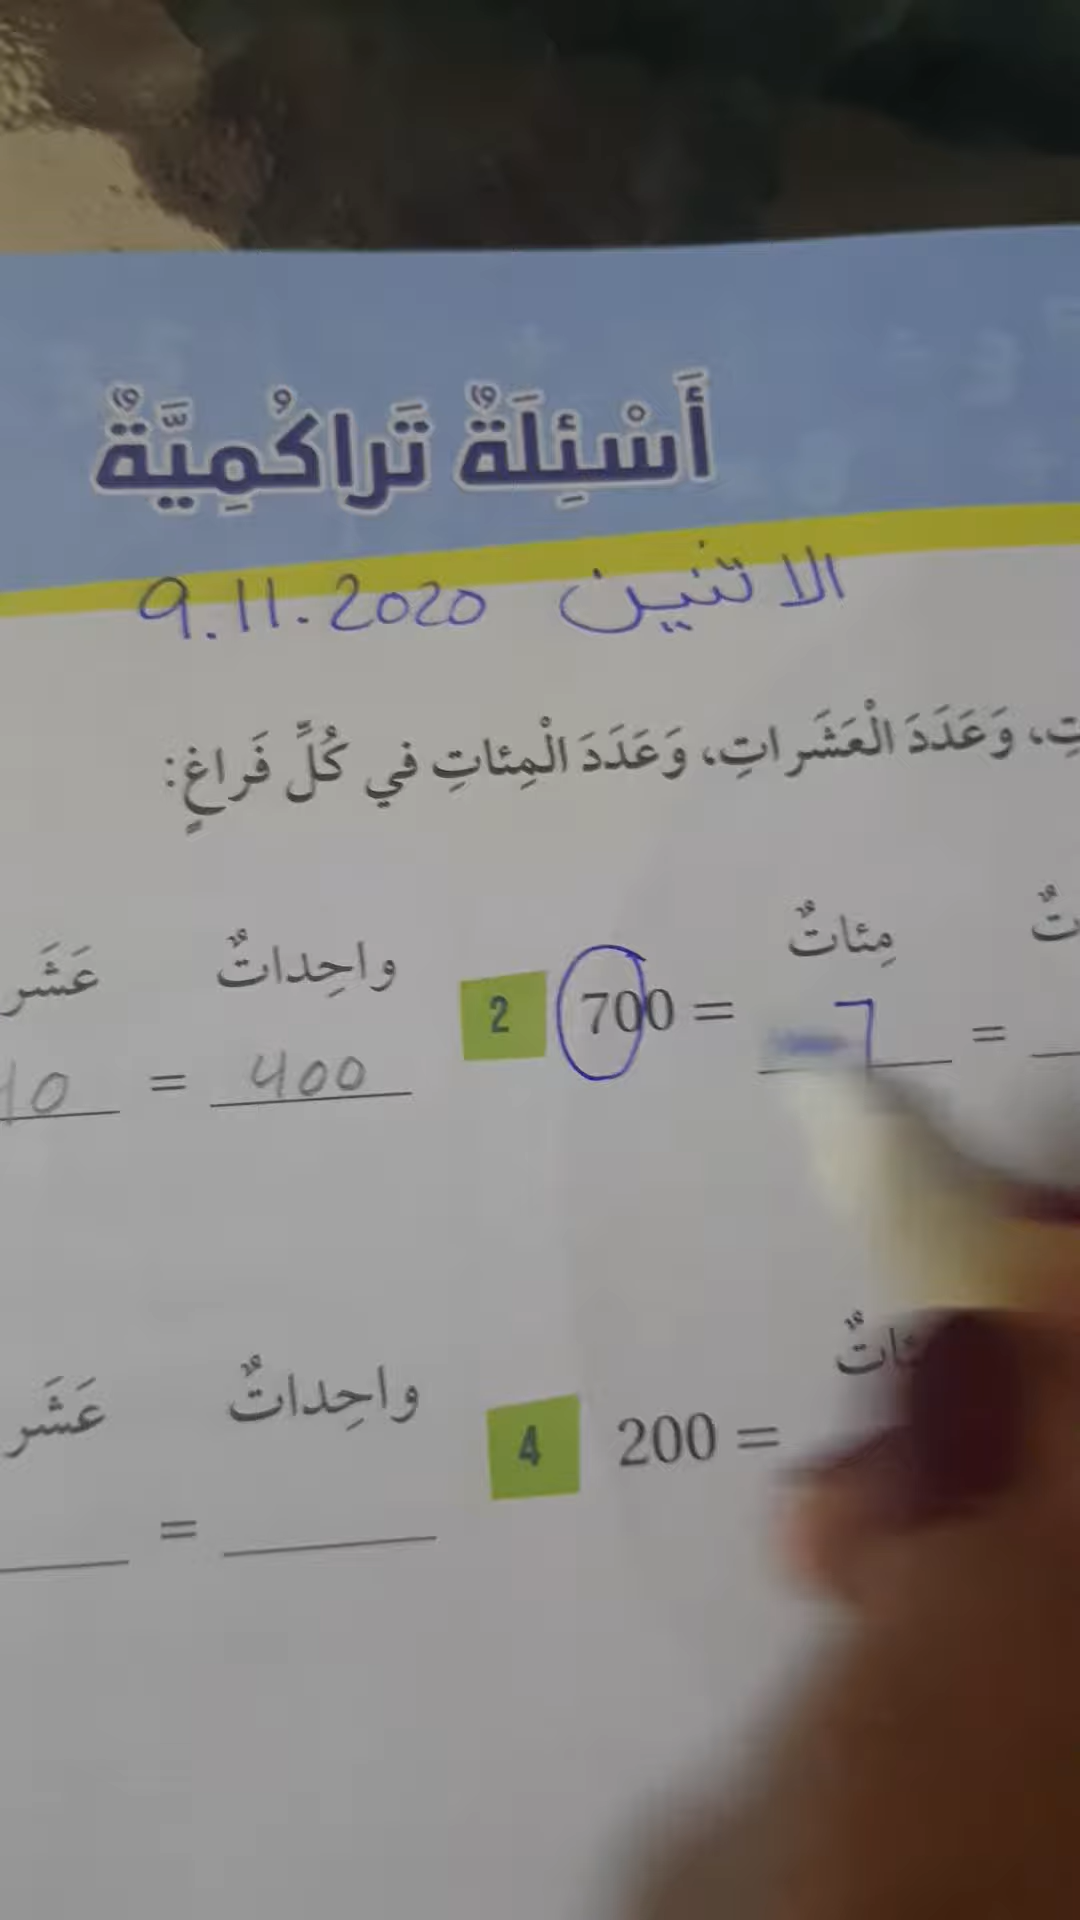 أَسْئِلَةٌ تَراكُمِيَّةٌ
الاثنين 9.11.2020
وَعَدَدَ الْعَشَراتِ، وَعَدَدَ الْمِئاتِ في كُلِّ فَراغٍ:
مِئاتٌ
واحِداتٌ
2 700 = 7 =
= 400
واحِداتٌ
4 200 =
=